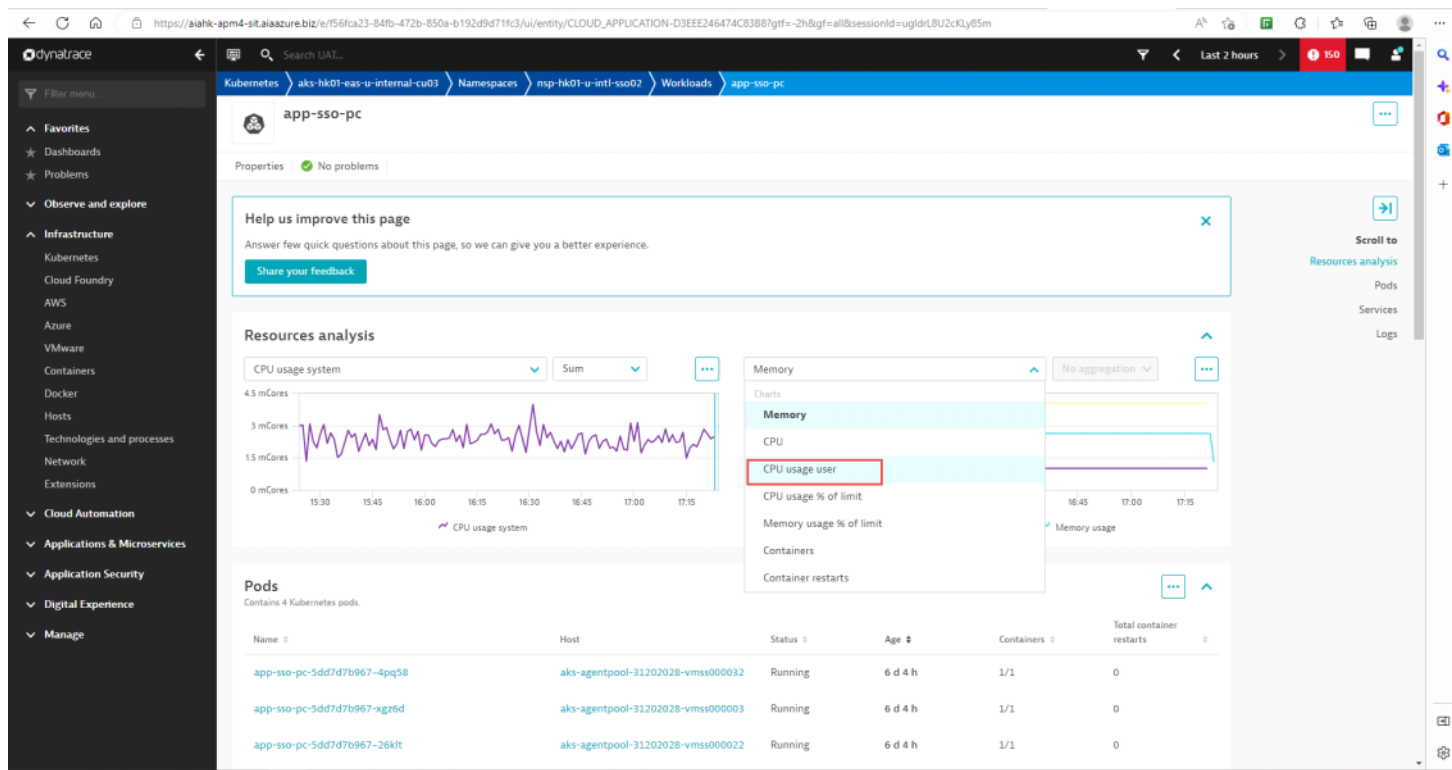 https://aiahk-apm4-sit.aiaazure.biz/e/f56fca23-84fb-472b-850a-b192d9d71fc3/ui/entity/CLOUD_APPLICATION-D3EEE246474C8388?gtf=-2h&gf=all&sessionId=ugIdrL8U2cKLy85m
dynatrace
Search UAT...
Last 2 hours
150
Filter menu...
Favorites
Dashboards
Problems
Observe and explore
Infrastructure
Kubernetes
Cloud Foundry
AWS
Azure
VMware
Containers
Docker
Hosts
Technologies and processes
Network
Extensions
Cloud Automation
Applications & Microservices
Application Security
Digital Experience
Manage
Kubernetes aks-hk01-eas-u-internal-cu03 Namespaces nsp-hk01-u-intl-sso02 Workloads app-sso-pc
app-sso-pc
Properties No problems
Help us improve this page
Answer few quick questions about this page, so we can give you a better experience.
Share your feedback
Scroll to
Resources analysis
Pods
Services
Logs
Resources analysis
CPU usage system Sum
4.5 mCores
3 mCores
1.5 mCores
0 mCores
15:30 15:45 16:00 16:15 16:30 16:45 17:00 17:15
CPU usage system
Memory No aggregation
Charts
Memory
CPU
CPU usage user
CPU usage % of limit
Memory usage % of limit
Containers
Container restarts
16:45 17:00 17:15
Memory usage
Pods
Contains 4 Kubernetes pods.
Name Host Status Age Containers Total container restarts
app-sso-pc-5dd7d7b967-4pq58 aks-agentpool-31202028-vmss000032 Running 6 d 4 h 1/1 0
app-sso-pc-5dd7d7b967-xgz6d aks-agentpool-31202028-vmss000003 Running 6 d 4 h 1/1 0
app-sso-pc-5dd7d7b967-26klt aks-agentpool-31202028-vmss000022 Running 6 d 4 h 1/1 0